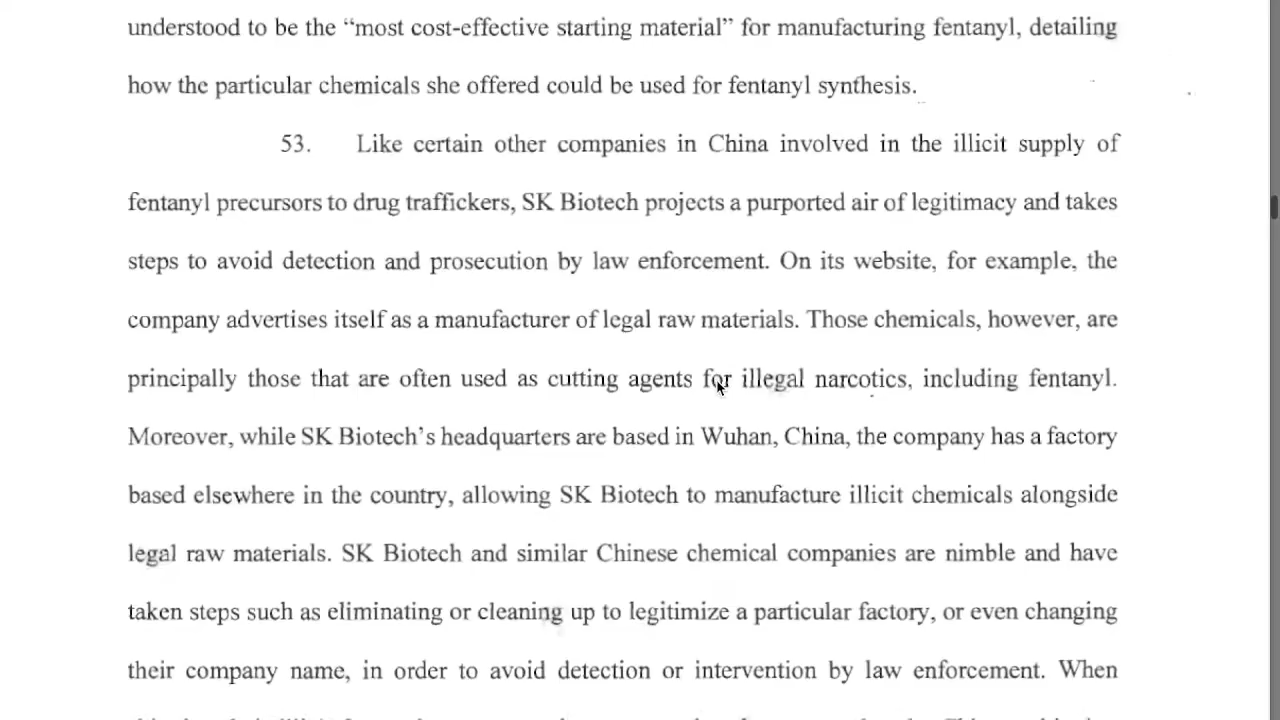 understood to be the “most cost-effective starting material” for manufacturing fentanyl, detailing
how the particular chemicals she offered could be used for fentanyl synthesis.
53. Like certain other companies in China involved in the illicit supply of
fentanyl precursors to drug traffickers, SK Biotech projects a purported air of legitimacy and takes
steps to avoid detection and prosecution by law enforcement. On its website, for example, the
company advertises itself as a manufacturer of legal raw materials. Those chemicals, however, are
principally those that are often used as cutting agents for illegal narcotics, including fentanyl.
Moreover, while SK Biotech’s headquarters are based in Wuhan, China, the company has a factory
based elsewhere in the country, allowing SK Biotech to manufacture illicit chemicals alongside
legal raw materials. SK Biotech and similar Chinese chemical companies are nimble and have
taken steps such as eliminating or cleaning up to legitimize a particular factory, or even changing
their company name, in order to avoid detection or intervention by law enforcement. When